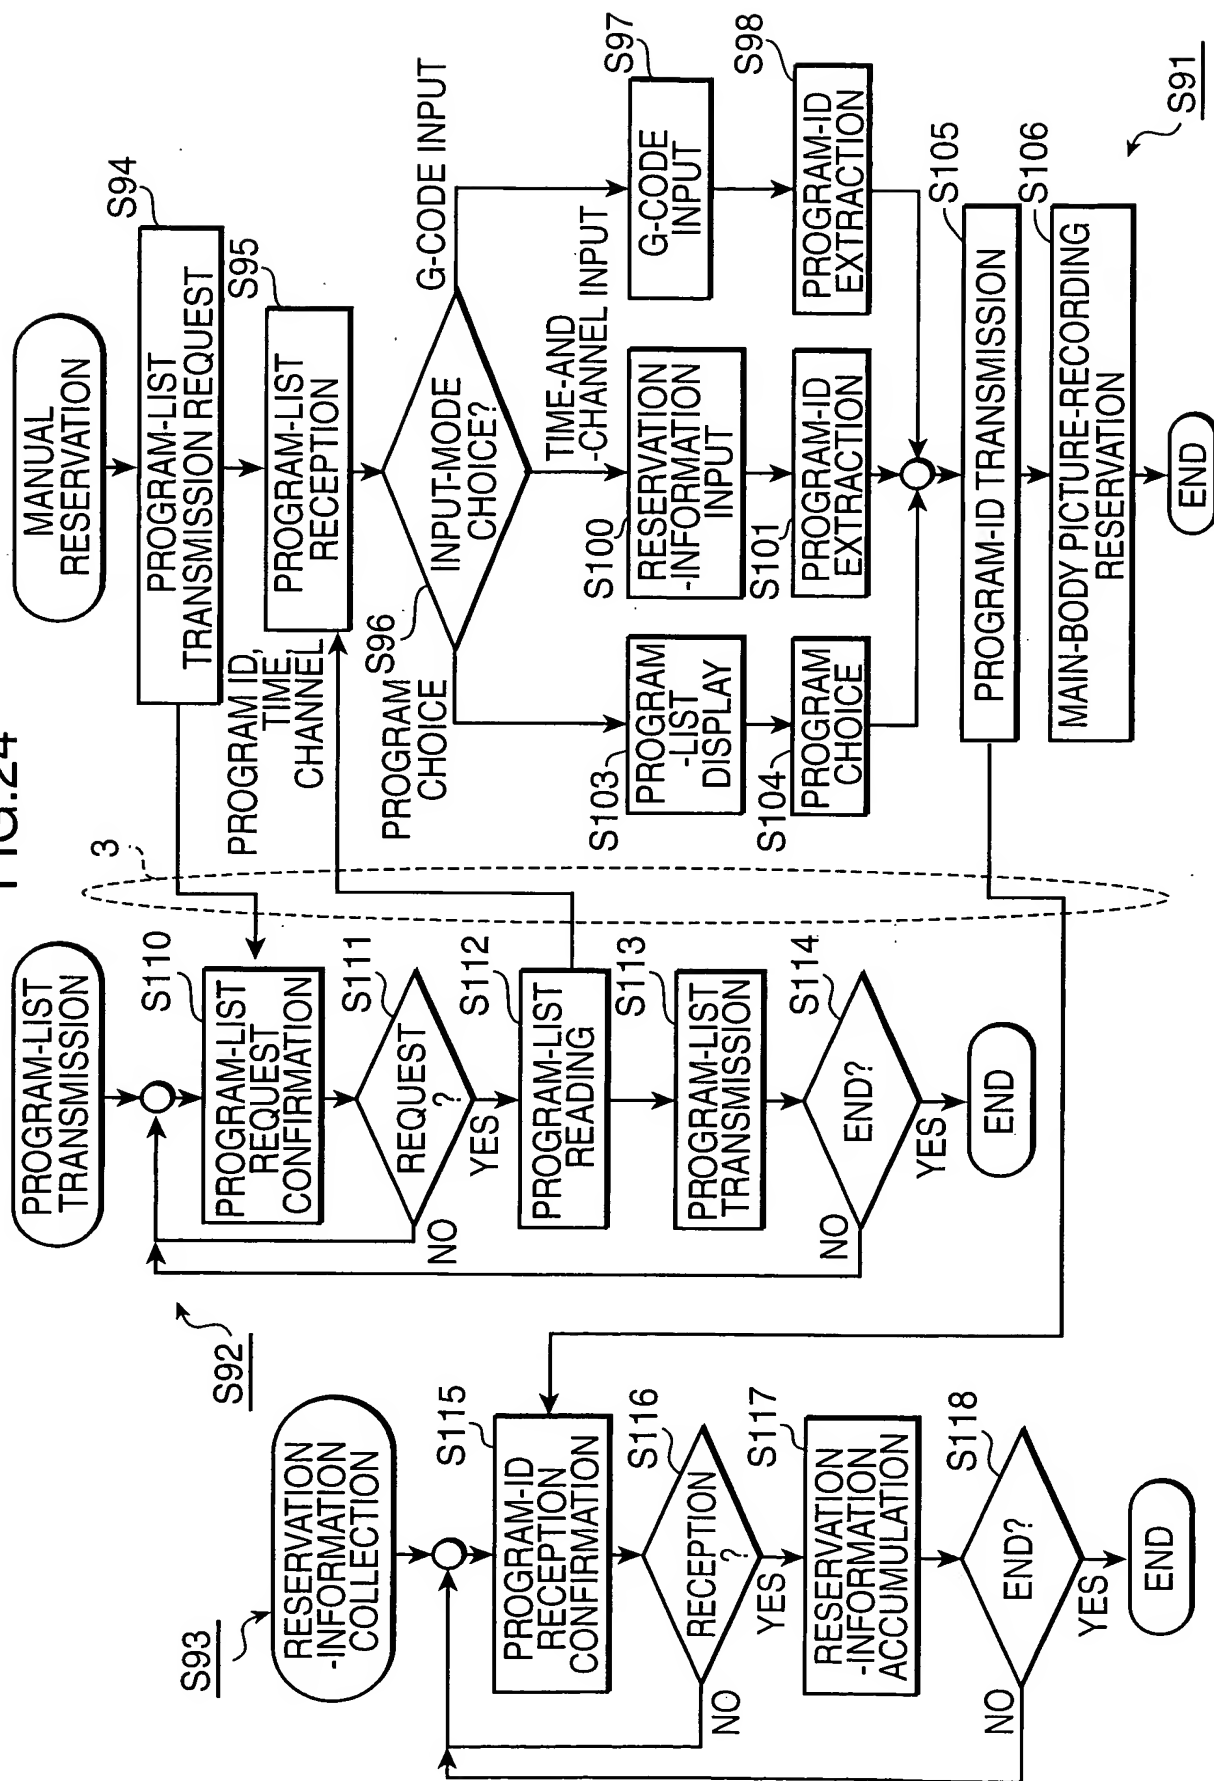 FIG.24
S93
RESERVATION
-INFORMATION
COLLECTION
S115
PROGRAM-ID
RECEPTION
CONFIRMATION
S116
RECEPTION
?
NO
YES
S117
RESERVATION
-INFORMATION
ACCUMULATION
S118
END?
NO
YES
END
S92
PROGRAM-LIST
TRANSMISSION
S110
PROGRAM-LIST
REQUEST
CONFIRMATION
S111
REQUEST
?
NO
YES
S112
PROGRAM-LIST
READING
S113
PROGRAM-LIST
TRANSMISSION
S114
END?
NO
YES
END
3
MANUAL
RESERVATION
S94
PROGRAM-LIST
TRANSMISSION REQUEST
S95
PROGRAM-LIST
RECEPTION
PROGRAM ID,
TIME,
CHANNEL
S96
INPUT-MODE
CHOICE?
PROGRAM
CHOICE
TIME-AND
-CHANNEL INPUT
G-CODE INPUT
S103
PROGRAM
-LIST
DISPLAY
S104
PROGRAM
CHOICE
S100
RESERVATION
-INFORMATION
INPUT
S101
PROGRAM-ID
EXTRACTION
S97
G-CODE
INPUT
S98
PROGRAM-ID
EXTRACTION
S105
PROGRAM-ID TRANSMISSION
S106
MAIN-BODY PICTURE-RECORDING
RESERVATION
END
S91